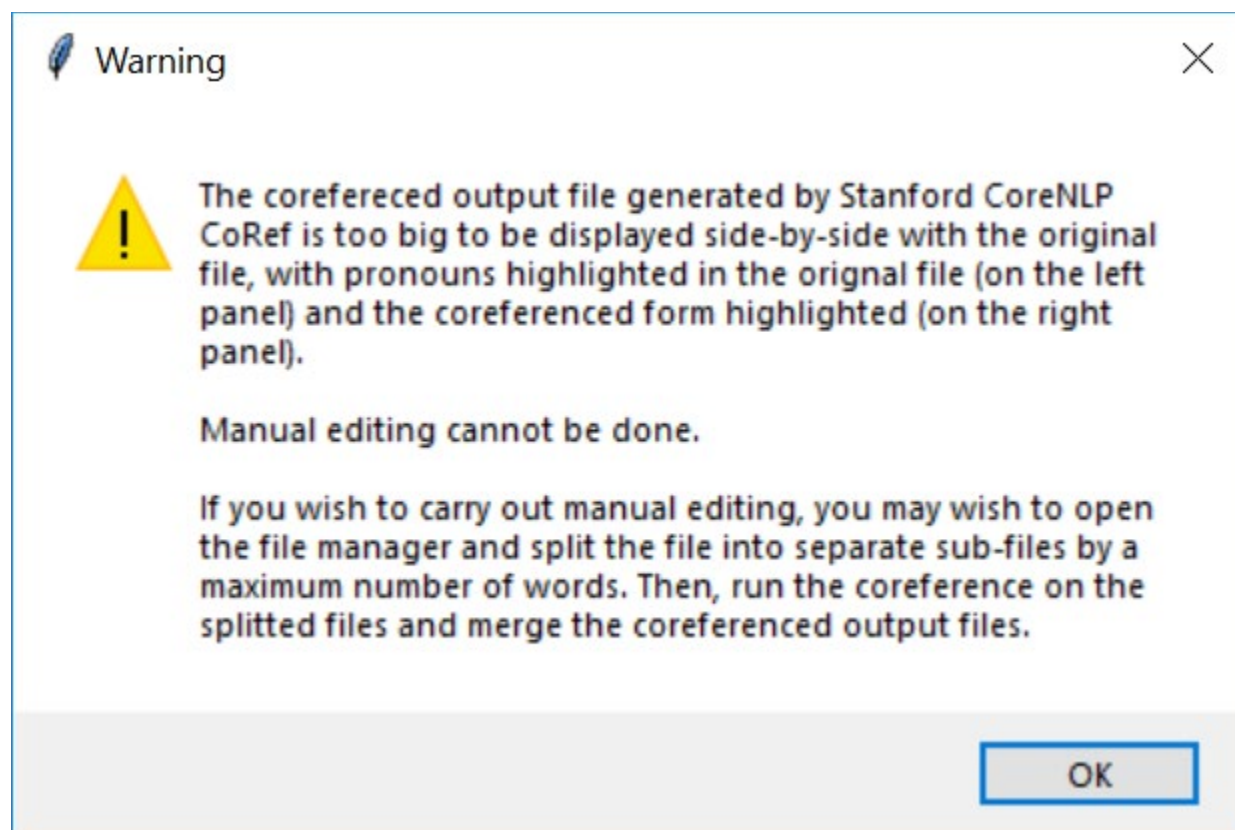 Warning
The corefereced output file generated by Stanford CoreNLP
CoRef is too big to be displayed side-by-side with the original
file, with pronouns highlighted in the orignal file (on the left
panel) and the coreferenced form highlighted (on the right
panel).
Manual editing cannot be done.
If you wish to carry out manual editing, you may wish to open
the file manager and split the file into separate sub-files by a
maximum number of words. Then, run the coreference on the
splitted files and merge the coreferenced output files.
OK